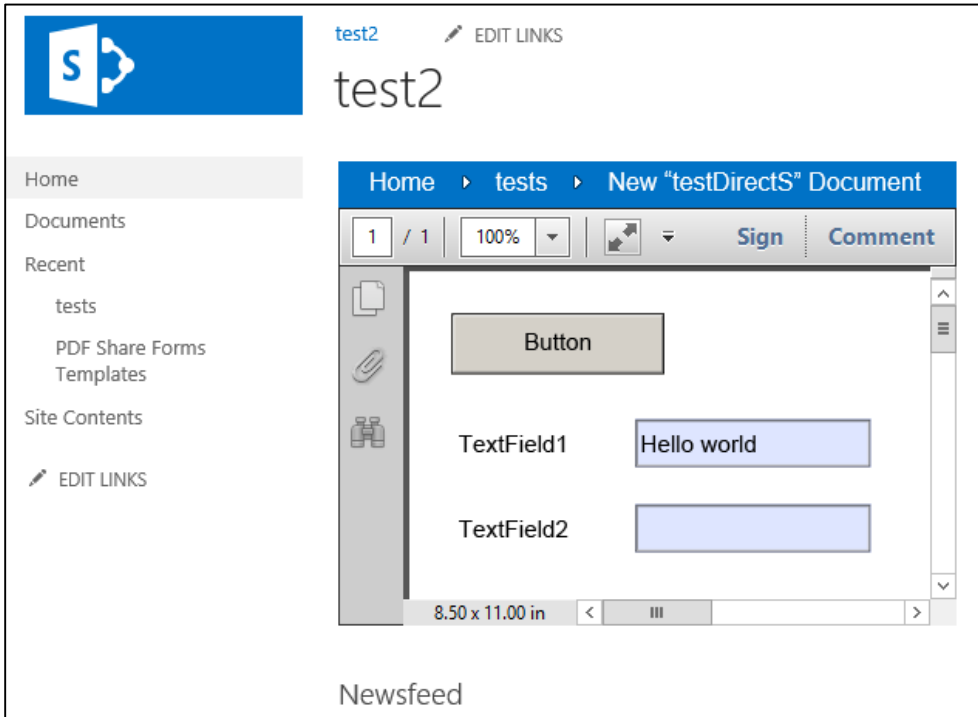 S
test2 EDIT LINKS
test2
Home
Documents
Recent
tests
PDF Share Forms
Templates
Site Contents
EDIT LINKS
Home tests New “testDirectS” Document
1 / 1 100% Sign Comment
Button
TextField1 Hello world
TextField2
8.50 x 11.00 in
Newsfeed